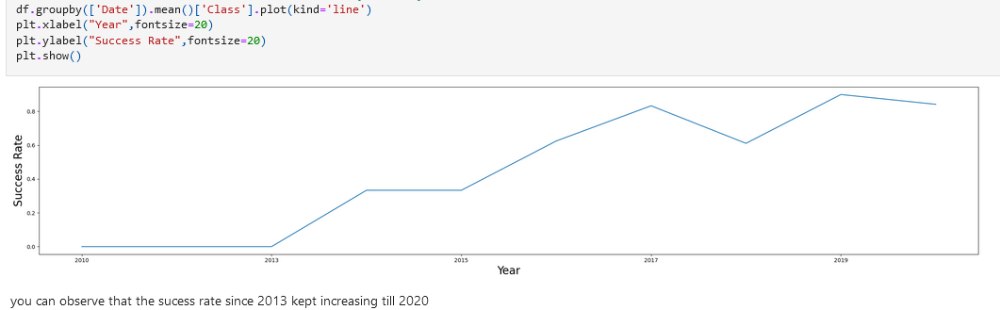 df.groupby(['Date']).mean()['Class'].plot(kind='line')
plt.xlabel("Year",fontsize=20)
plt.ylabel("Success Rate",fontsize=20)
plt.show()
0.8
0.6
0.4
0.2
0.0
Success Rate
2010 2013 2015 2017 2019
Year
you can observe that the sucess rate since 2013 kept increasing till 2020